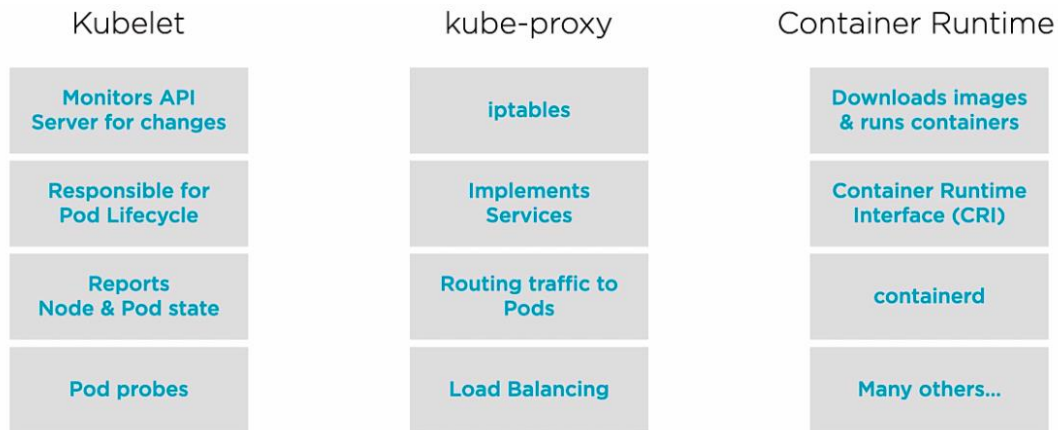 Kubelet
Monitors API
Server for changes
Responsible for
Pod Lifecycle
Reports
Node & Pod state
Pod probes
kube-proxy
iptables
Implements
Services
Routing traffic to
Pods
Load Balancing
Container Runtime
Downloads images
& runs containers
Container Runtime
Interface (CRI)
containerd
Many others...